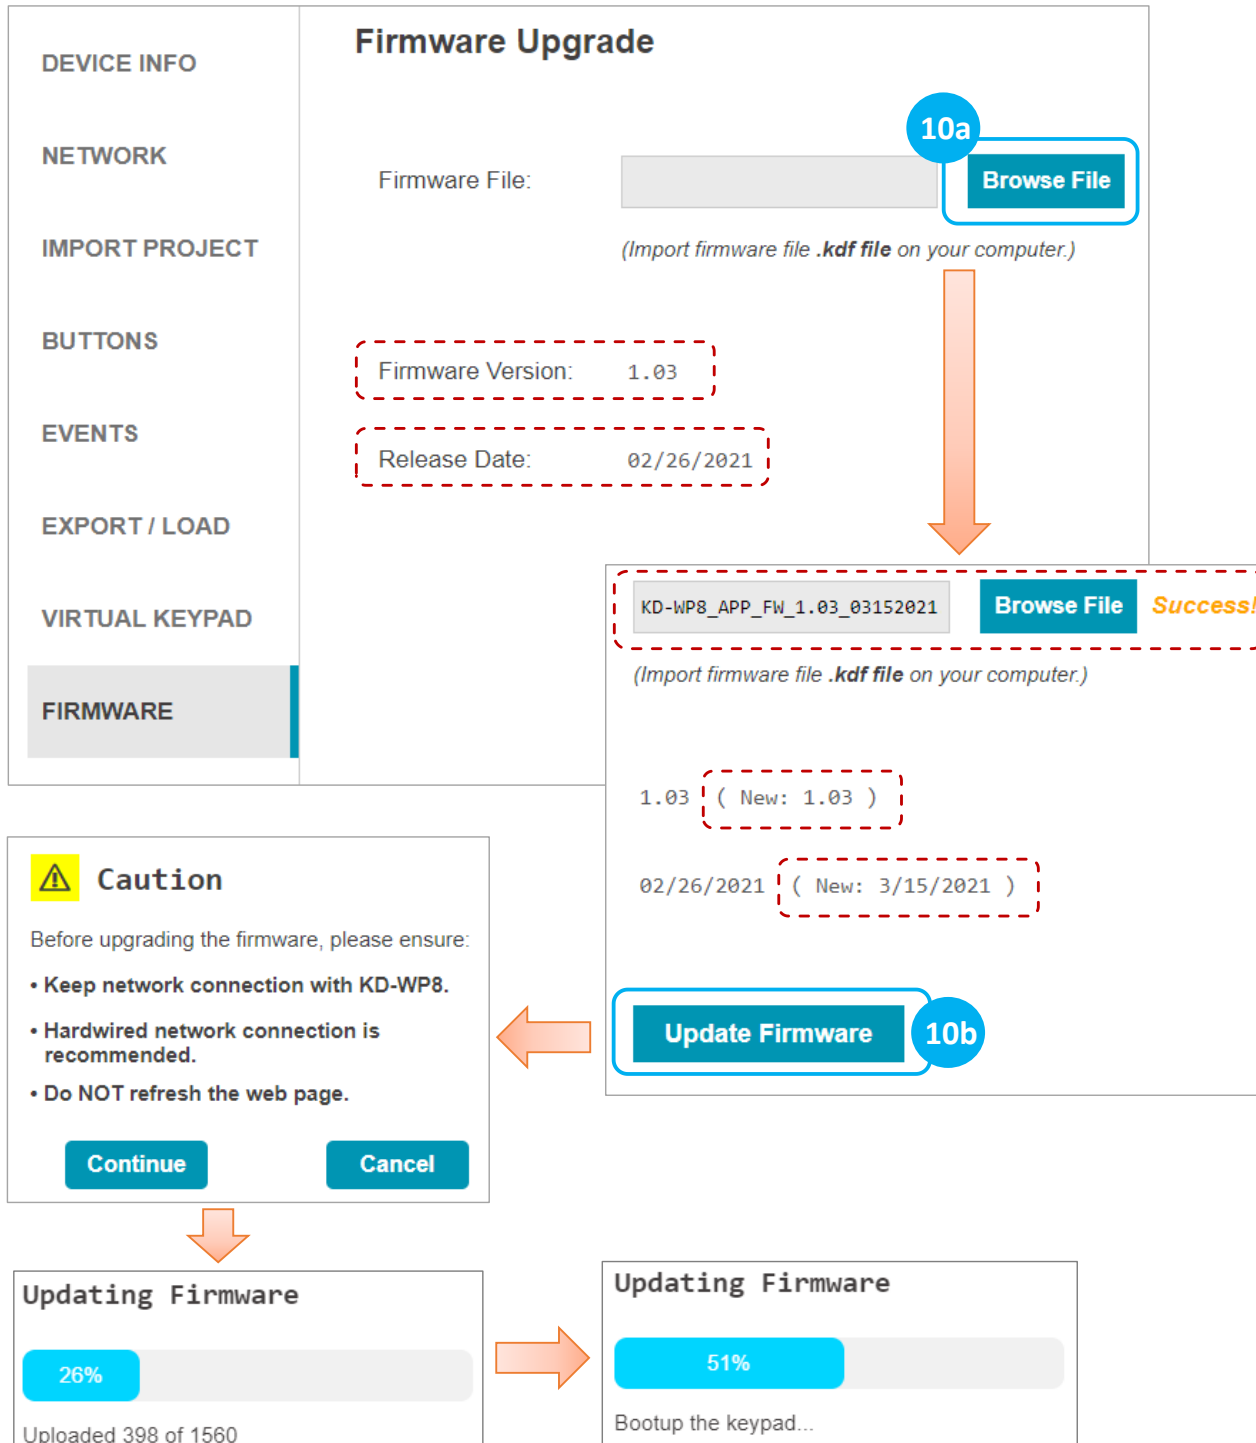 Firmware Upgrade
DEVICE INFO
NETWORK
IMPORT PROJECT
BUTTONS
EVENTS
EXPORT / LOAD
VIRTUAL KEYPAD
FIRMWARE
10a
Firmware File:
Browse File
(Import firmware file .kdf file on your computer.)
Firmware Version: 1.03
Release Date: 02/26/2021
KD-WP8_APP_FW_1.03_03152021 Browse File Success!
(Import firmware file .kdf file on your computer.)
1.03 ( New: 1.03 )
02/26/2021 ( New: 3/15/2021 )
Update Firmware 10b
Caution
Before upgrading the firmware, please ensure:
• Keep network connection with KD-WP8.
• Hardwired network connection is
recommended.
• Do NOT refresh the web page.
Continue Cancel
Updating Firmware
26%
Uploaded 398 of 1560
Updating Firmware
51%
Bootup the keypad...